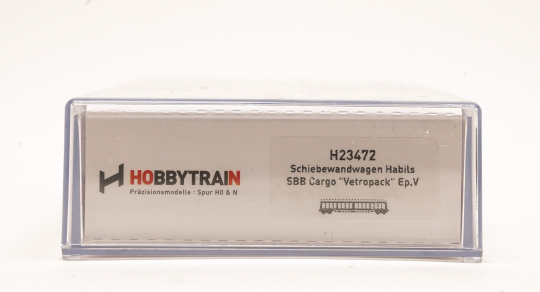 HOBBYTRAIN
Präzisionsmodelle : Spur H0 & N
H23472
Schiebewandwagen Habils
SBB Cargo "Vetropack" Ep.V